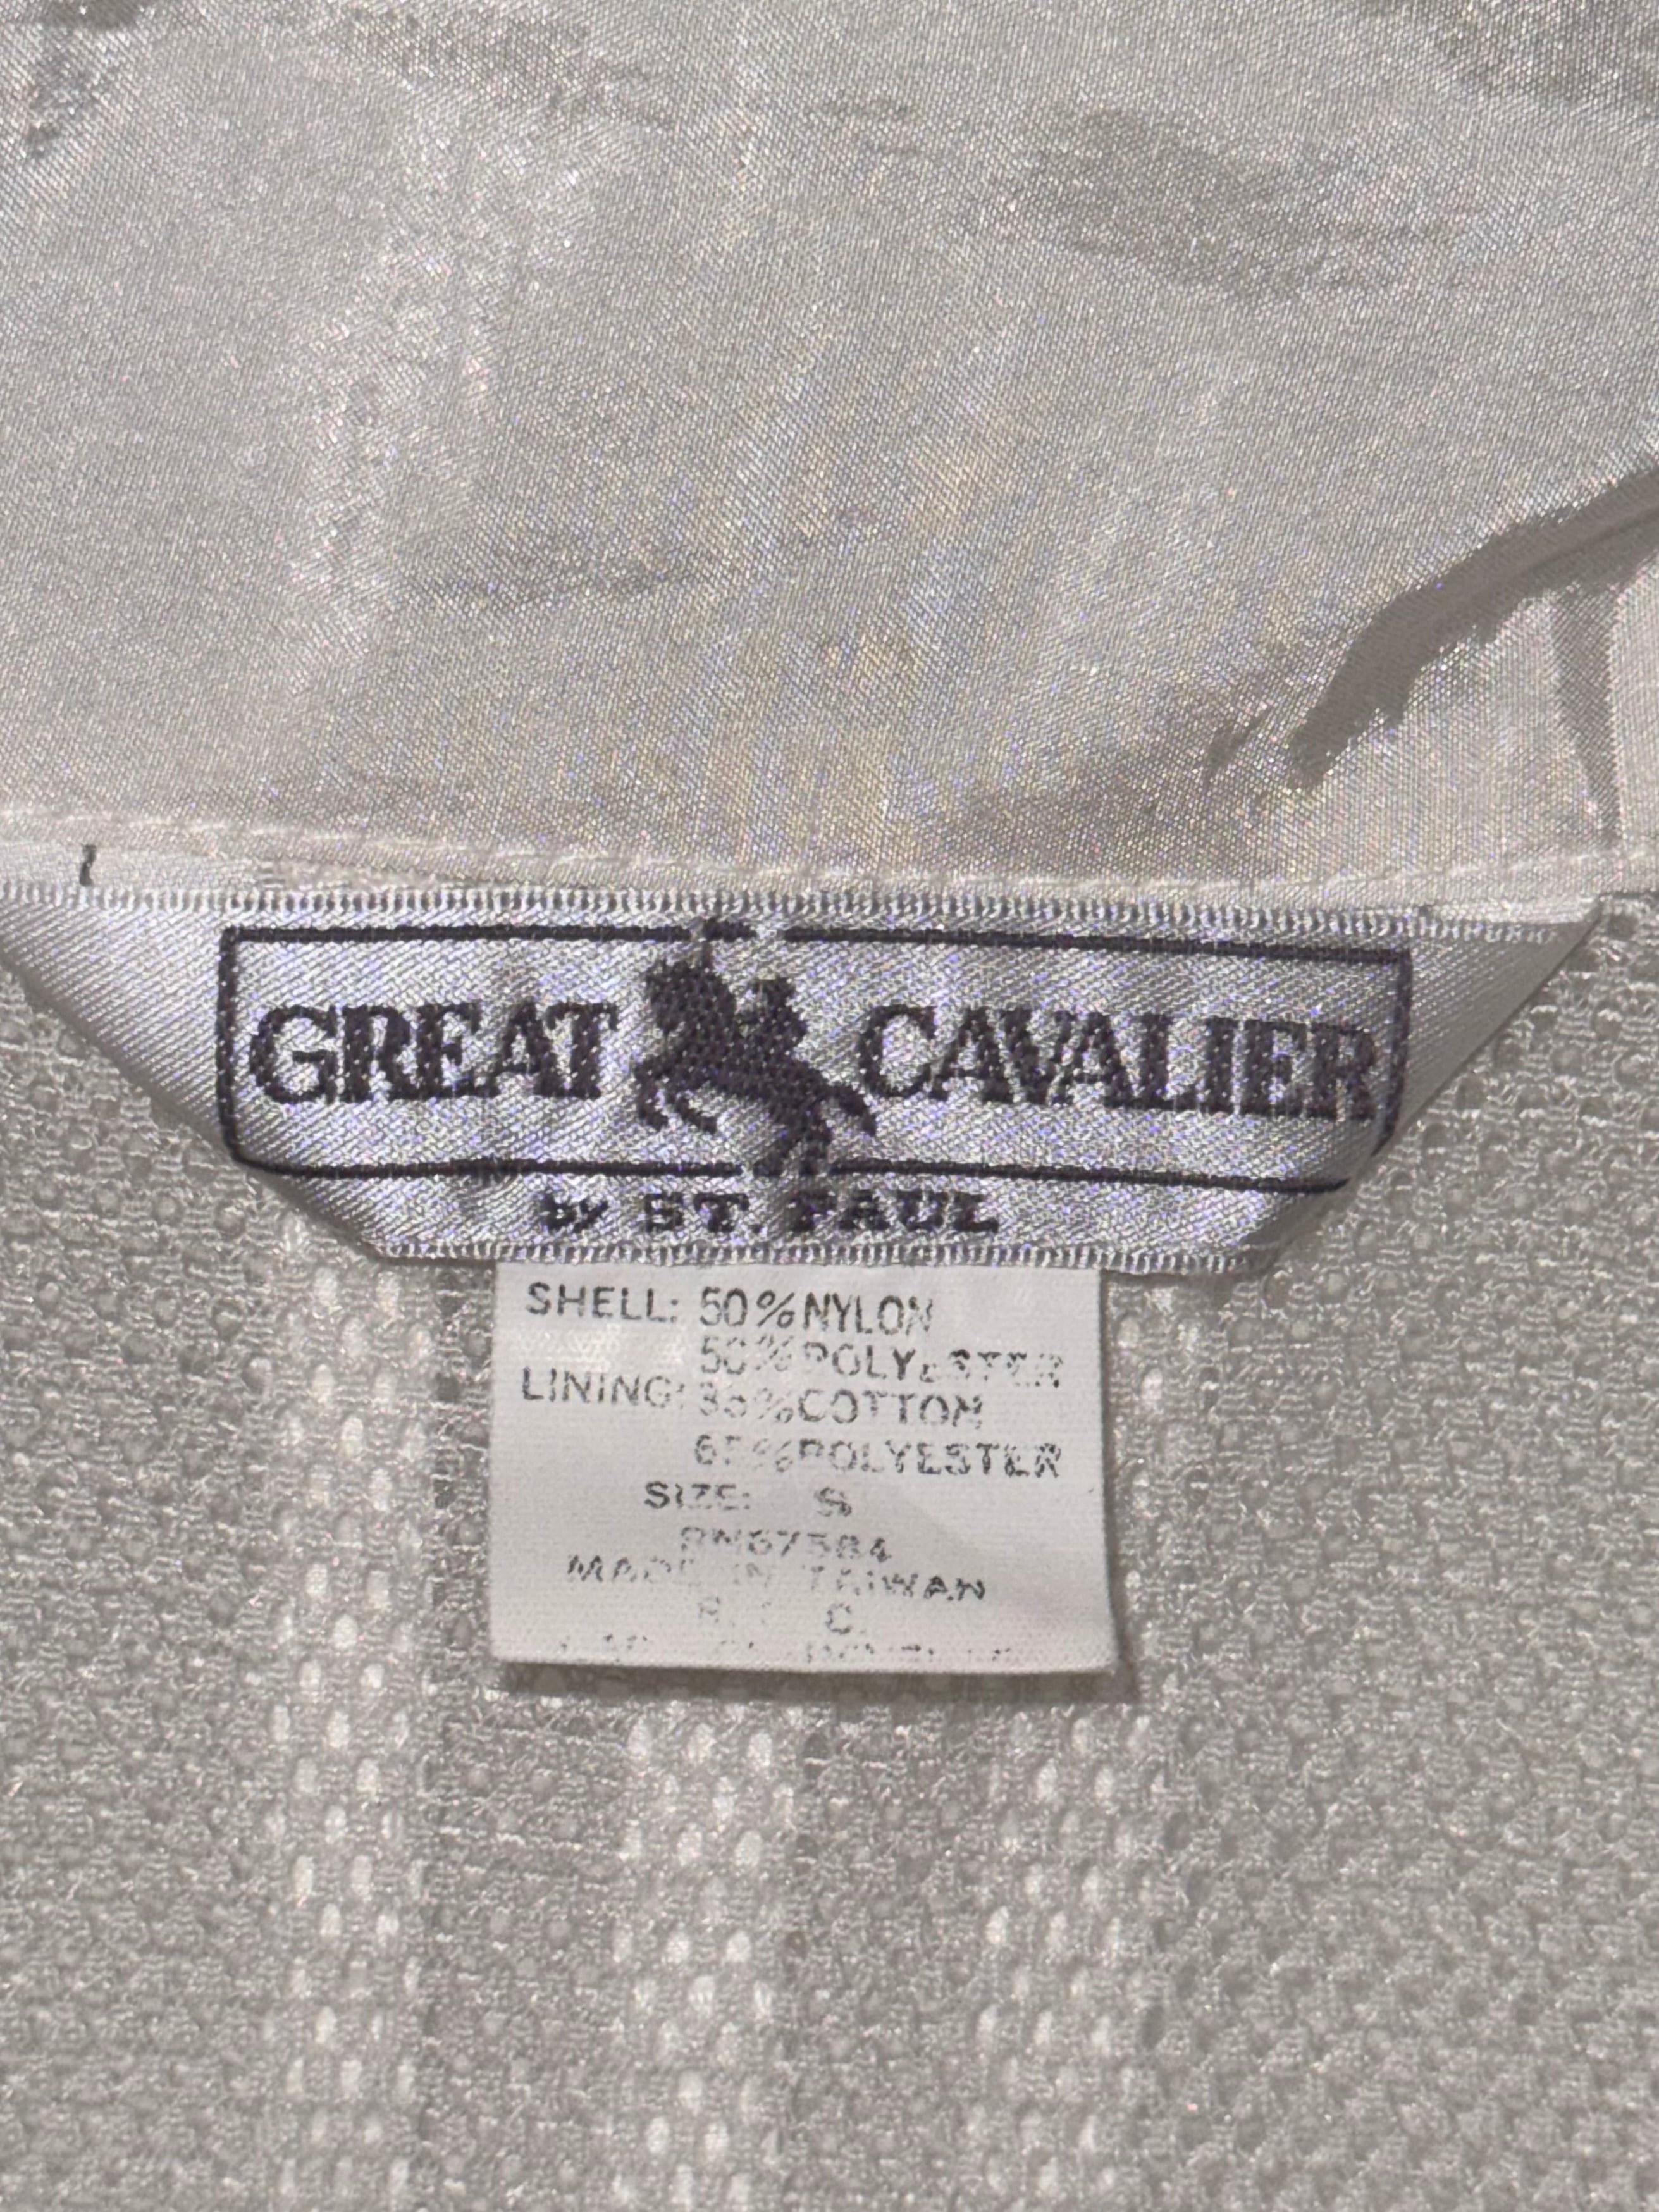 GREAT CAVALIER
by ST. PAUL
SHELL: 50%NYLON
50%POLYESTER
LINING: 35%COTTON
65%POLYESTER
SIZE: S
RN67584
MADE IN TAIWAN
R. C.